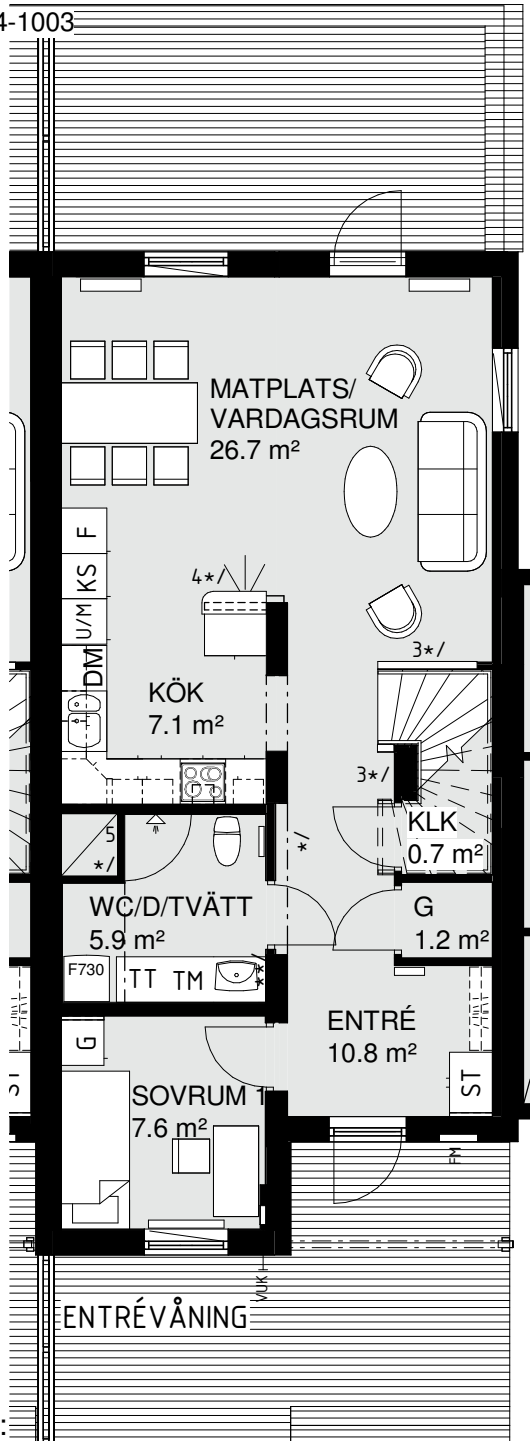 4-1003
MATPLATS/
VARDAGSRUM
26.7 m²
F
KS
U/M
DM
4*/
3*/
KÖK
7.1 m²
3*/
KLK
0.7 m²
5
*/
*/
WC/D/TVÄTT
5.9 m²
G
1.2 m²
F730
TT TM
**/
ENTRÉ
10.8 m²
G
ST
ST
SOVRUM 1
7.6 m²
FM
VUK
ENTRÉVÅNING
: